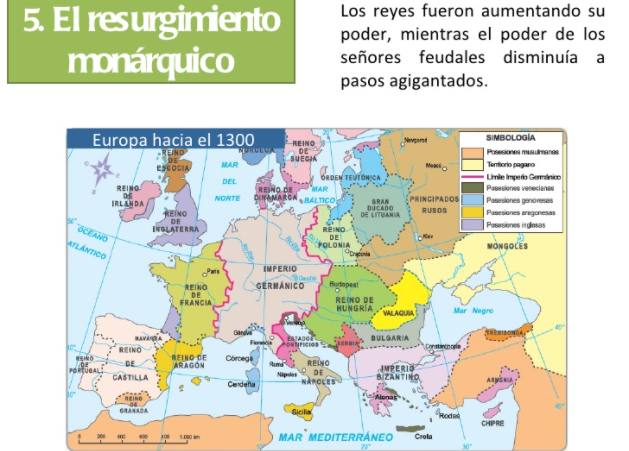 5. El resurgimiento
monárquico
Los reyes fueron aumentando su
poder, mientras el poder de los
señores feudales disminuía a
pasos agigantados.
Europa hacia el 1300
SIMBOLOGÍA
Posesiones musulmanas
Territorio pagano
Límite Imperio Germánico
Posesiones venecianas
Posesiones genovesas
Posesiones aragonesas
Posesiones inglesas
NORUEGA
REINO
DE
SUECIA
REINO
DE
ESCOCIA
MAR
DEL
NORTE
REINO DE
DINAMARCA
MAR
BÁLTICO
ORDEN TEUTÓNICA
Novgorod
Moscú
REINO
DE
IRLANDA
REINO
DE
INGLATERRA
GRAN
DUCADO
DE LITUANIA
PRINCIPADOS
RUSOS
Kiev
OCÉANO
ATLÁNTICO
REINO
DE
POLONIA
Cracovia
MONGOLES
París
REINO
DE
FRANCIA
IMPERIO
GERMÁNICO
Budapest
REINO DE
HUNGRÍA
VALAQUIA
Mar Negro
Venecia
Génova
Florencia
ESTADOS
PONTIFICIOS
SERBIA
BULGARIA
TREBISONDA
NAVARRA
REINO
DE
PORTUGAL
REINO
DE
CASTILLA
REINO DE
ARAGÓN
Córcega
Roma
Nápoles
REINO
DE
NÁPOLES
Constantinopla
IMPERIO
BIZANTINO
ARMENIA
Cerdeña
Atenas
REINO
DE
GRANADA
Sicilia
Rodas
CHIPRE
Creta
MAR MEDITERRÁNEO
0 200 400 600 800 1.000 km